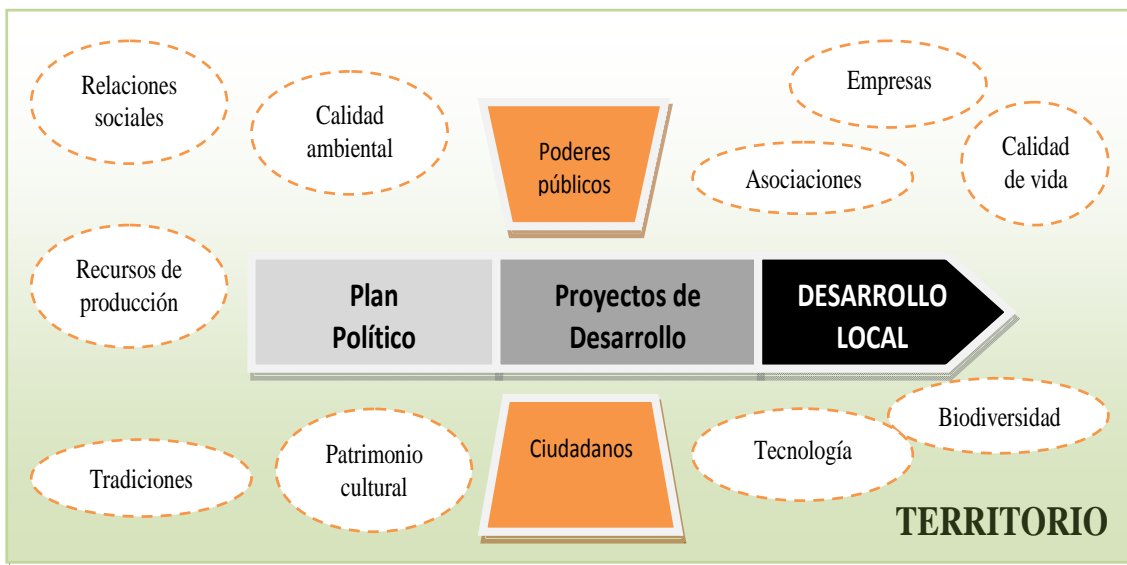 Relaciones
sociales
Calidad
ambiental
Poderes
públicos
Empresas
Asociaciones
Calidad
de vida
Recursos de
producción
Plan
Político
Proyectos de
Desarrollo
DESARROLLO
LOCAL
Tradiciones
Patrimonio
cultural
Ciudadanos
Tecnología
Biodiversidad
TERRITORIO